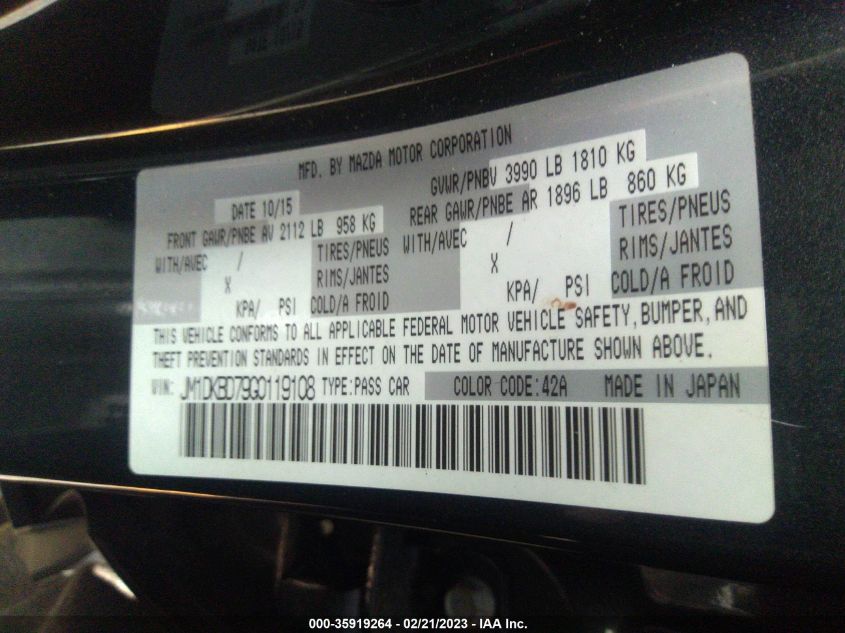 MFD. BY MAZDA MOTOR CORPORATION
DATE 10/15
GVWR/PNBV 3990 LB 1810 KG
FRONT GAWR/PNBE AV 2112 LB 958 KG
REAR GAWR/PNBE AR 1896 LB 860 KG
WITH/AVEC / TIRES/PNEUS
X RIMS/JANTES
KPA/ PSI COLD/A FROID
WITH/AVEC / TIRES/PNEUS
X RIMS/JANTES
KPA/ PSI COLD/A FROID
THIS VEHICLE CONFORMS TO ALL APPLICABLE FEDERAL MOTOR VEHICLE SAFETY, BUMPER, AND
THEFT PREVENTION STANDARDS IN EFFECT ON THE DATE OF MANUFACTURE SHOWN ABOVE.
VIN: JM1DKBD79G0119108 TYPE:PASS CAR COLOR CODE:42A MADE IN JAPAN
000-35919264 - 02/21/2023 - IAA Inc.